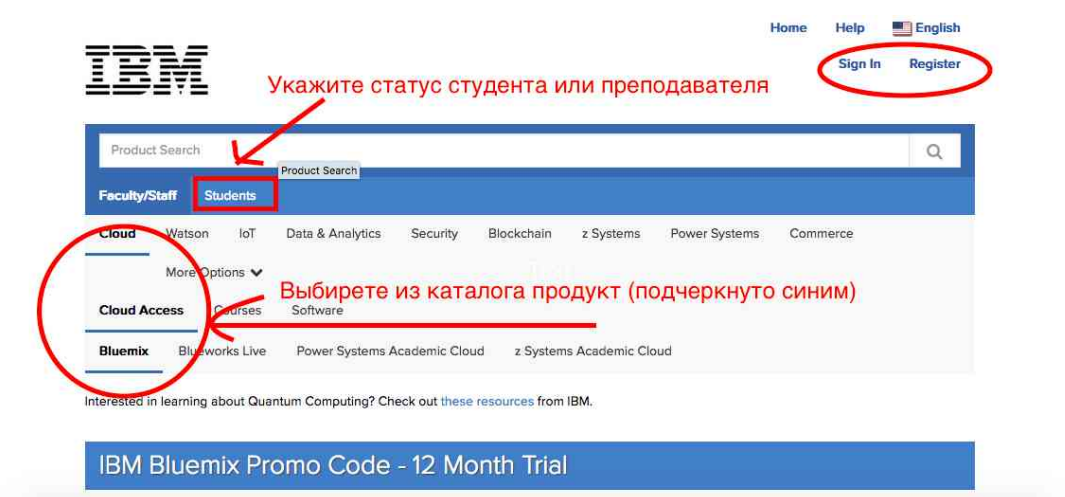 Home Help English
IBM
Sign In Register
Укажите статус студента или преподавателя
Product Search
Product Search
Faculty/Staff Students
Cloud Watson IoT Data & Analytics Security Blockchain z Systems Power Systems Commerce
More Options
Выбирете из каталога продукт (подчеркнуто синим)
Cloud Access Courses Software
Bluemix Blueworks Live Power Systems Academic Cloud z Systems Academic Cloud
Interested in learning about Quantum Computing? Check out these resources from IBM.
IBM Bluemix Promo Code - 12 Month Trial